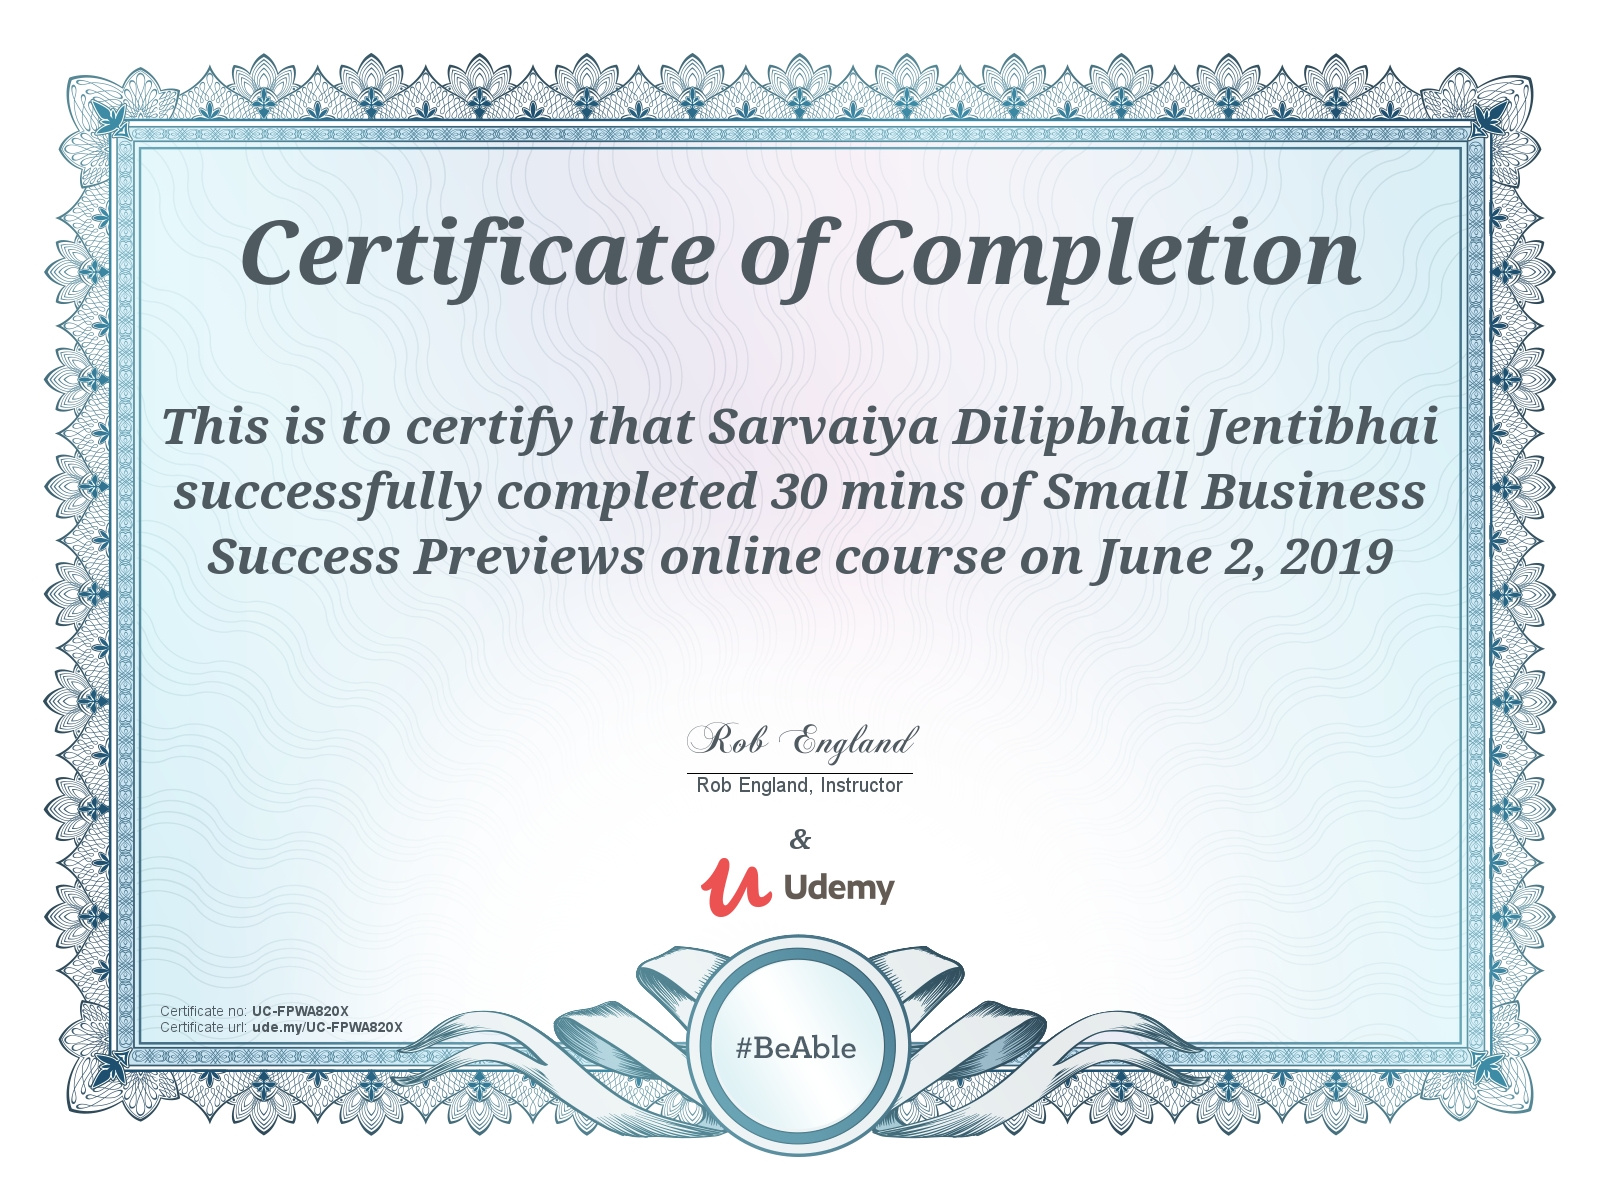 Certificate of Completion
This is to certify that Sarvaiya Dilipbhai Jentibhai
successfully completed 30 mins of Small Business
Success Previews online course on June 2, 2019
Rob England
Rob England, Instructor
&
Udemy
Certificate no: UC-FPWA820X
Certificate url: ude.my/UC-FPWA820X
#BeAble